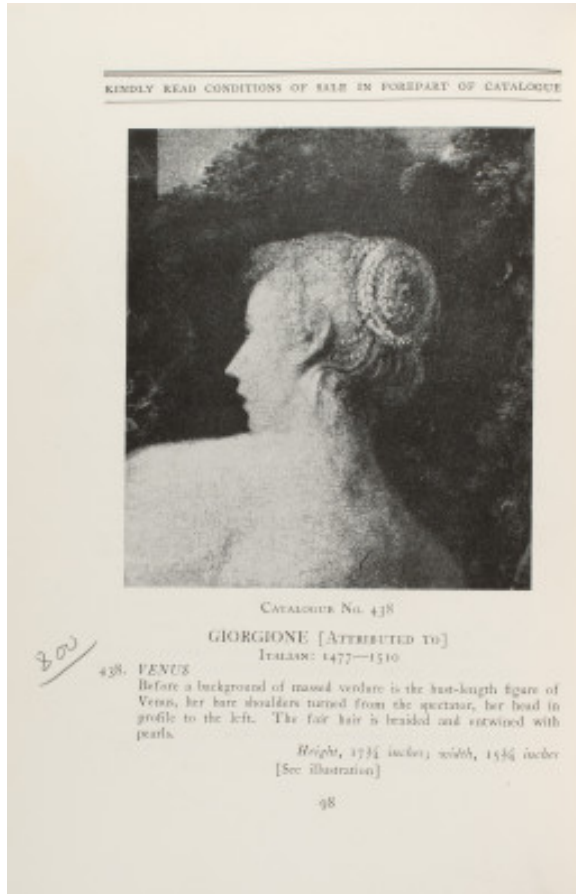 KINDLY READ CONDITIONS OF SALE IN FOREPART OF CATALOGUE
CATALOGUE NO. 438
GIORGIONE [ATTRIBUTED TO]
ITALIAN: 1477—1510
800
438. VENUS
Before a background of massed verdure is the bust-length figure of
Venus, her bare shoulders turned from the spectator, her head in
profile to the left. The fair hair is braided and entwined with
pearls.
Height, 17¾ inches; width, 15¾ inches
[See illustration]
98